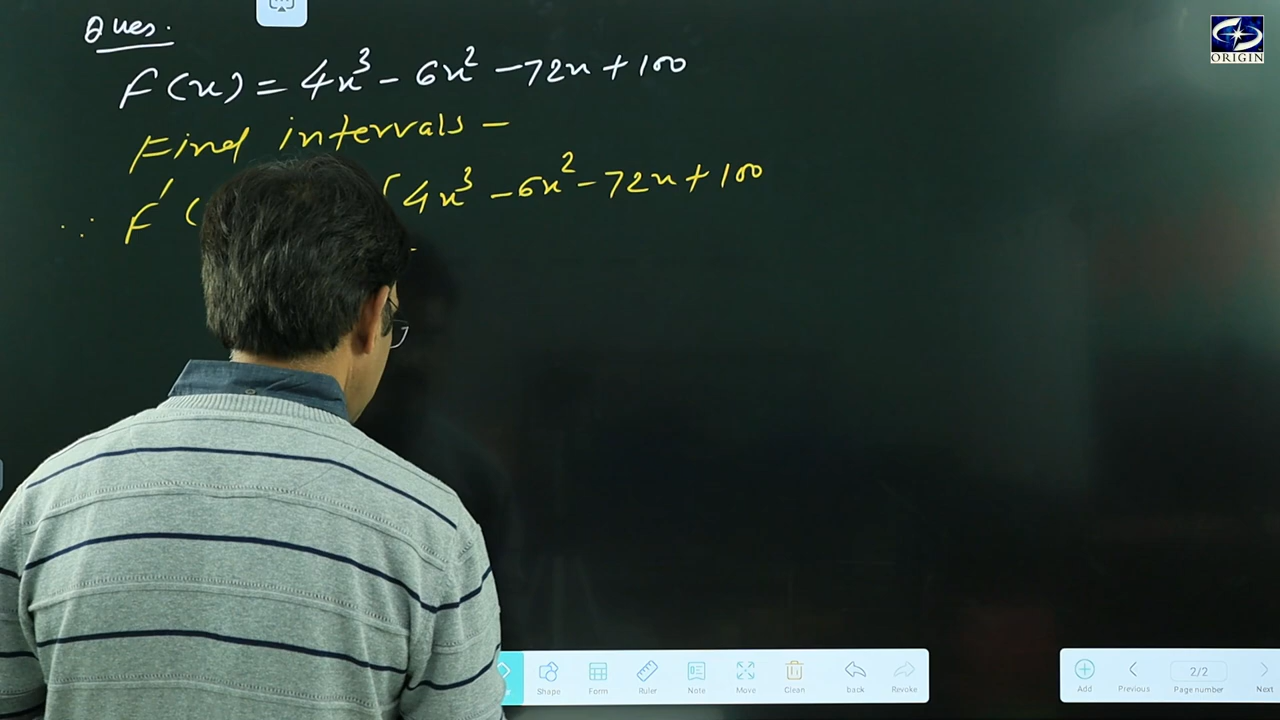 Ques.
F(x) = 4x³ - 6x² - 72x + 100
Find intervals -
∵ F'( [4x³ - 6x² - 72x + 100
ORIGIN
Shape Form Ruler Note Move Clean back Revoke
Add Previous 2/2 Page number Next